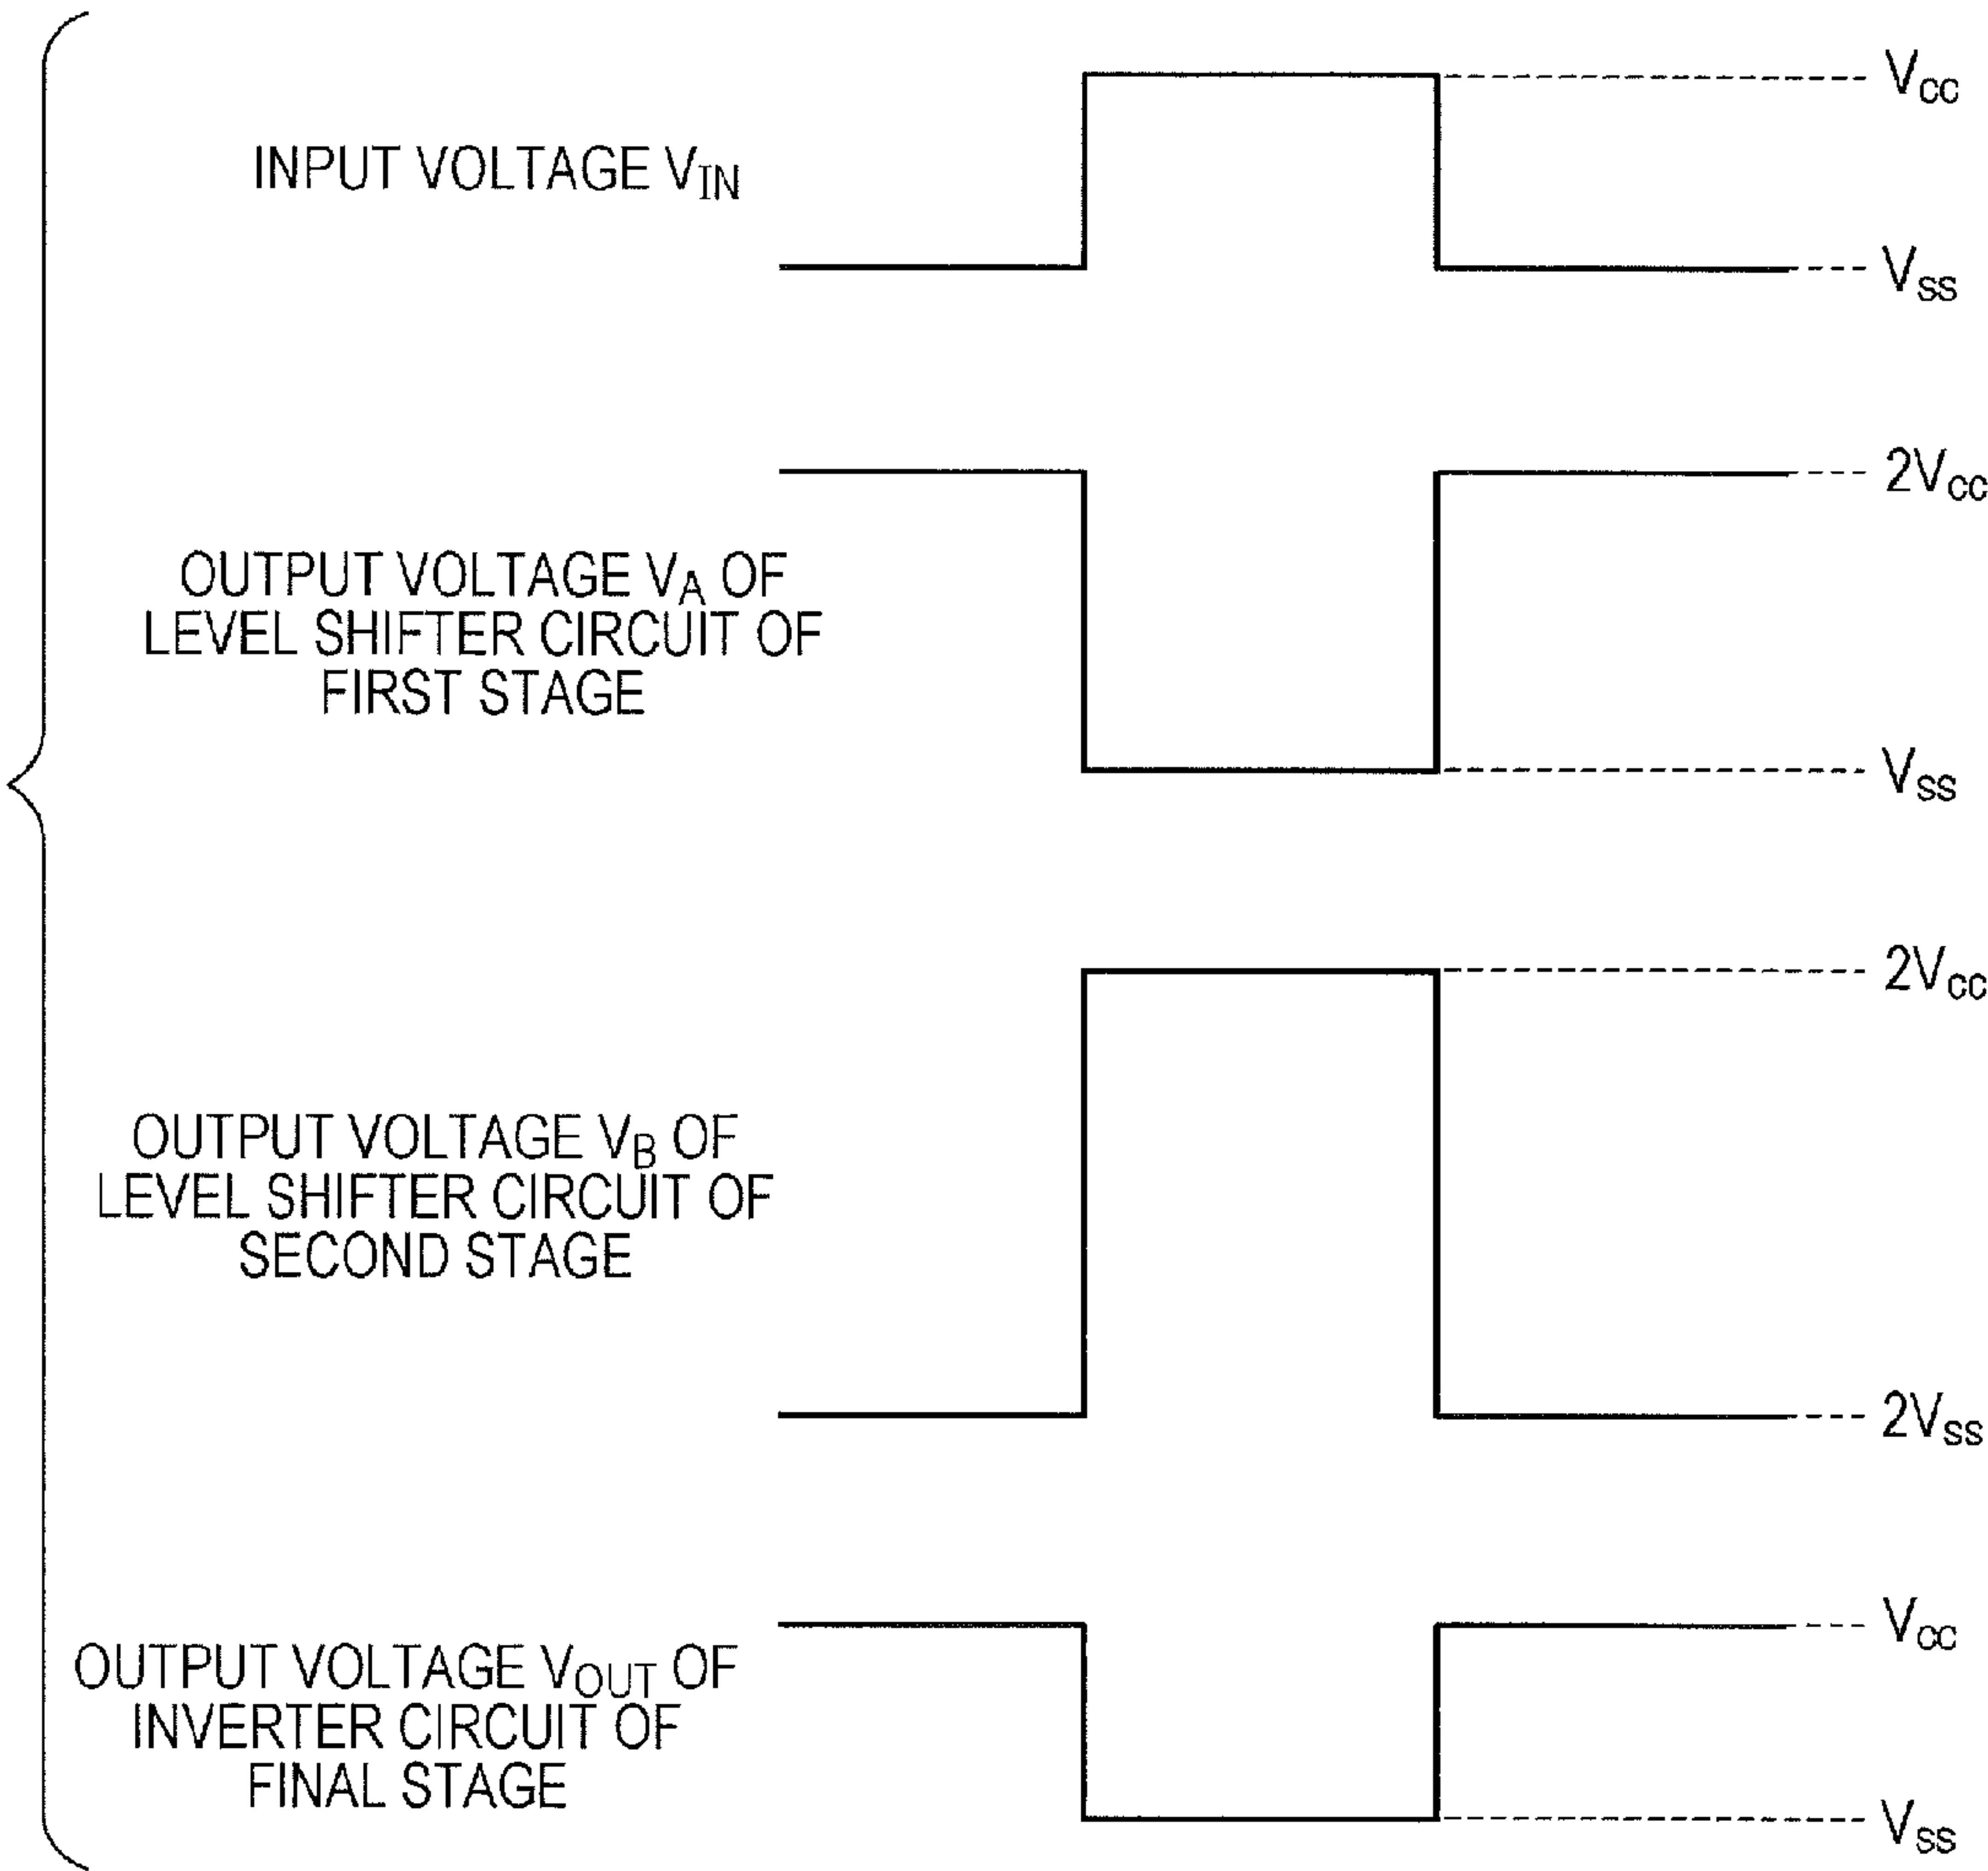 INPUT VOLTAGE VIN
VCC
VSS
OUTPUT VOLTAGE VA OF
LEVEL SHIFTER CIRCUIT OF
FIRST STAGE
2VCC
VSS
OUTPUT VOLTAGE VB OF
LEVEL SHIFTER CIRCUIT OF
SECOND STAGE
2VCC
2VSS
OUTPUT VOLTAGE VOUT OF
INVERTER CIRCUIT OF
FINAL STAGE
VCC
VSS